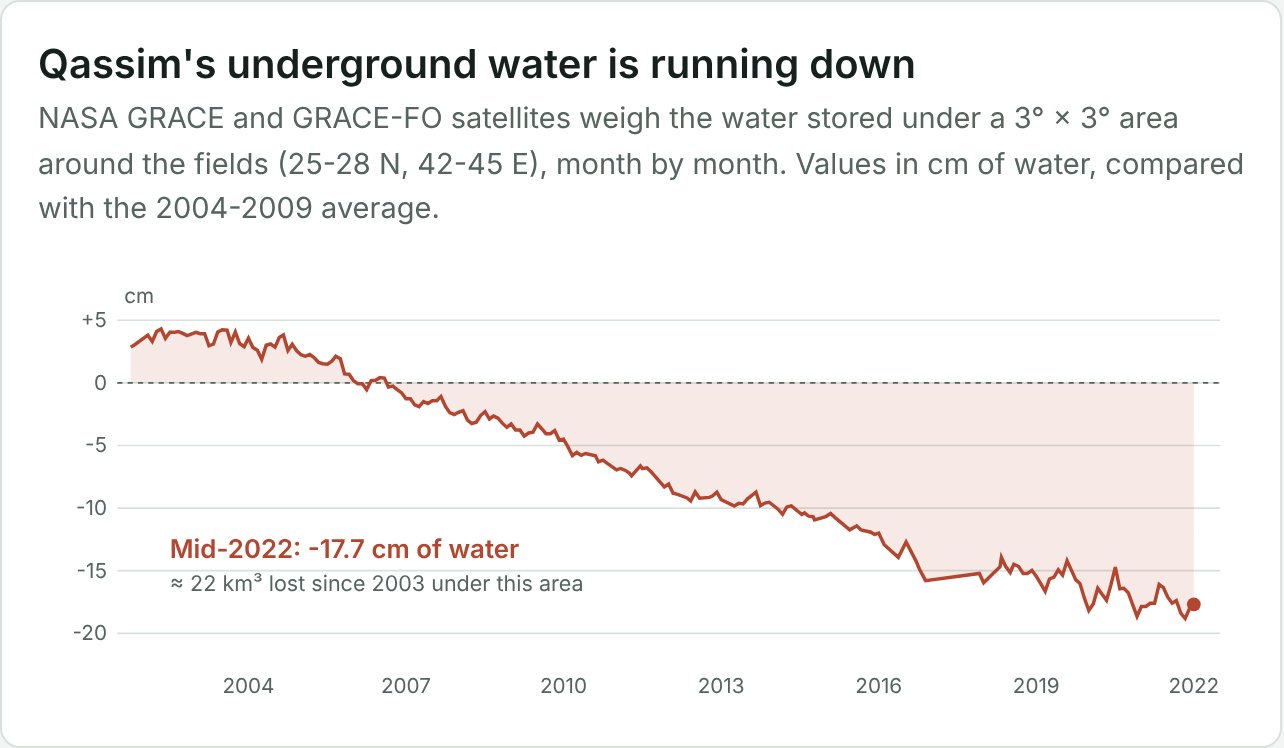 Qassim's underground water is running down
NASA GRACE and GRACE-FO satellites weigh the water stored under a 3° × 3° area
around the fields (25-28 N, 42-45 E), month by month. Values in cm of water, compared
with the 2004-2009 average.
cm
+5
0
-5
-10
-15
-20
Mid-2022: -17.7 cm of water
≈ 22 km³ lost since 2003 under this area
2004 2007 2010 2013 2016 2019 2022